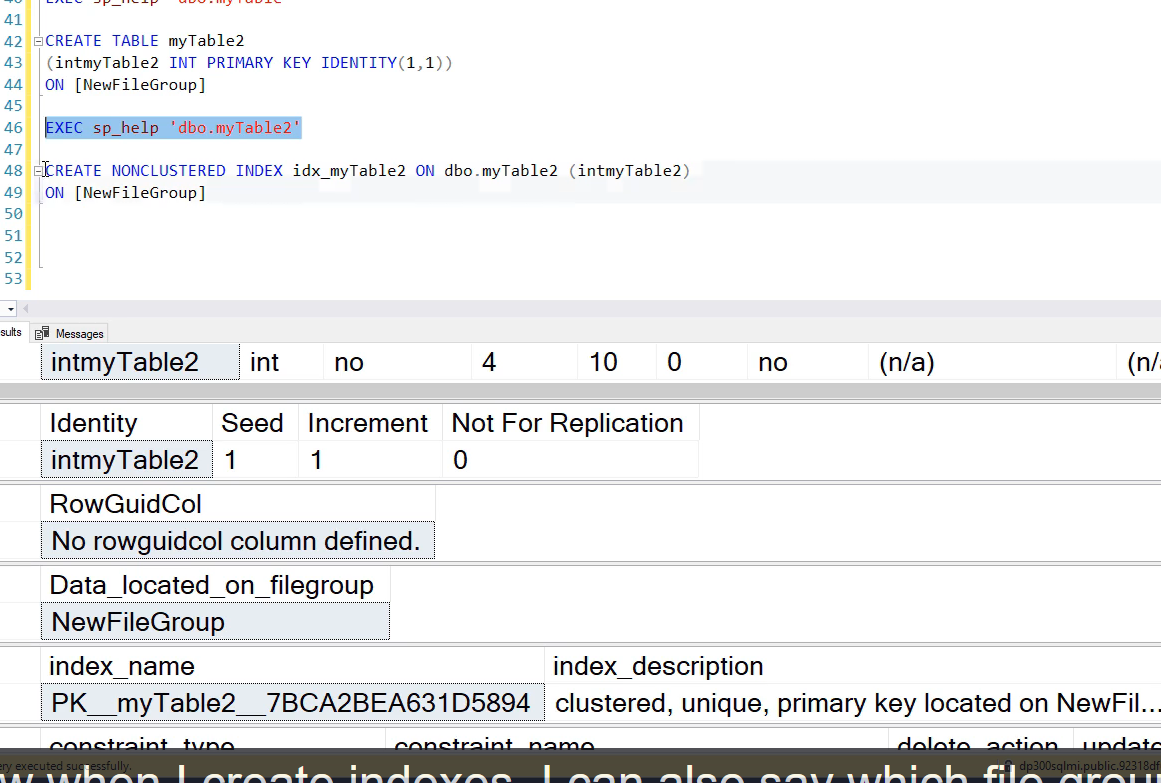 40 EXEC sp_help 'dbo.myTable'
41
42 CREATE TABLE myTable2
43 (intmyTable2 INT PRIMARY KEY IDENTITY(1,1))
44 ON [NewFileGroup]
45
46 EXEC sp_help 'dbo.myTable2'
47
48 CREATE NONCLUSTERED INDEX idx_myTable2 ON dbo.myTable2 (intmyTable2)
49 ON [NewFileGroup]
50
51
52
53
sults Messages
intmyTable2 int no 4 10 0 no (n/a) (n/a
Identity Seed Increment Not For Replication
intmyTable2 1 1 0
RowGuidCol
No rowguidcol column defined.
Data_located_on_filegroup
NewFileGroup
index_name index_description
PK__myTable2__7BCA2BEA631D5894 clustered, unique, primary key located on NewFil...
constraint_type constraint_name delete_action update
ery executed successfully. dp300sqlmi.public.92318df
w when I create indexes, I can also say which file group